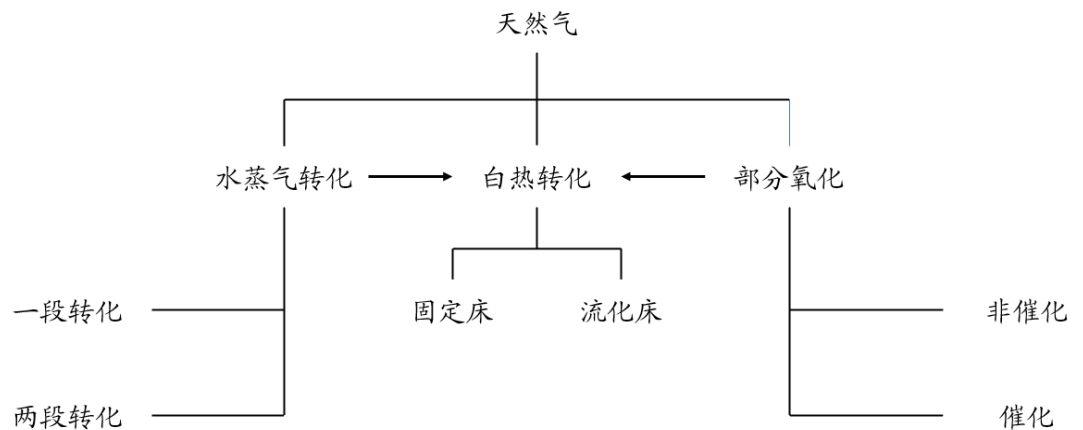 天然气
水蒸气转化
白热转化
部分氧化
一段转化
固定床
流化床
非催化
两段转化
催化